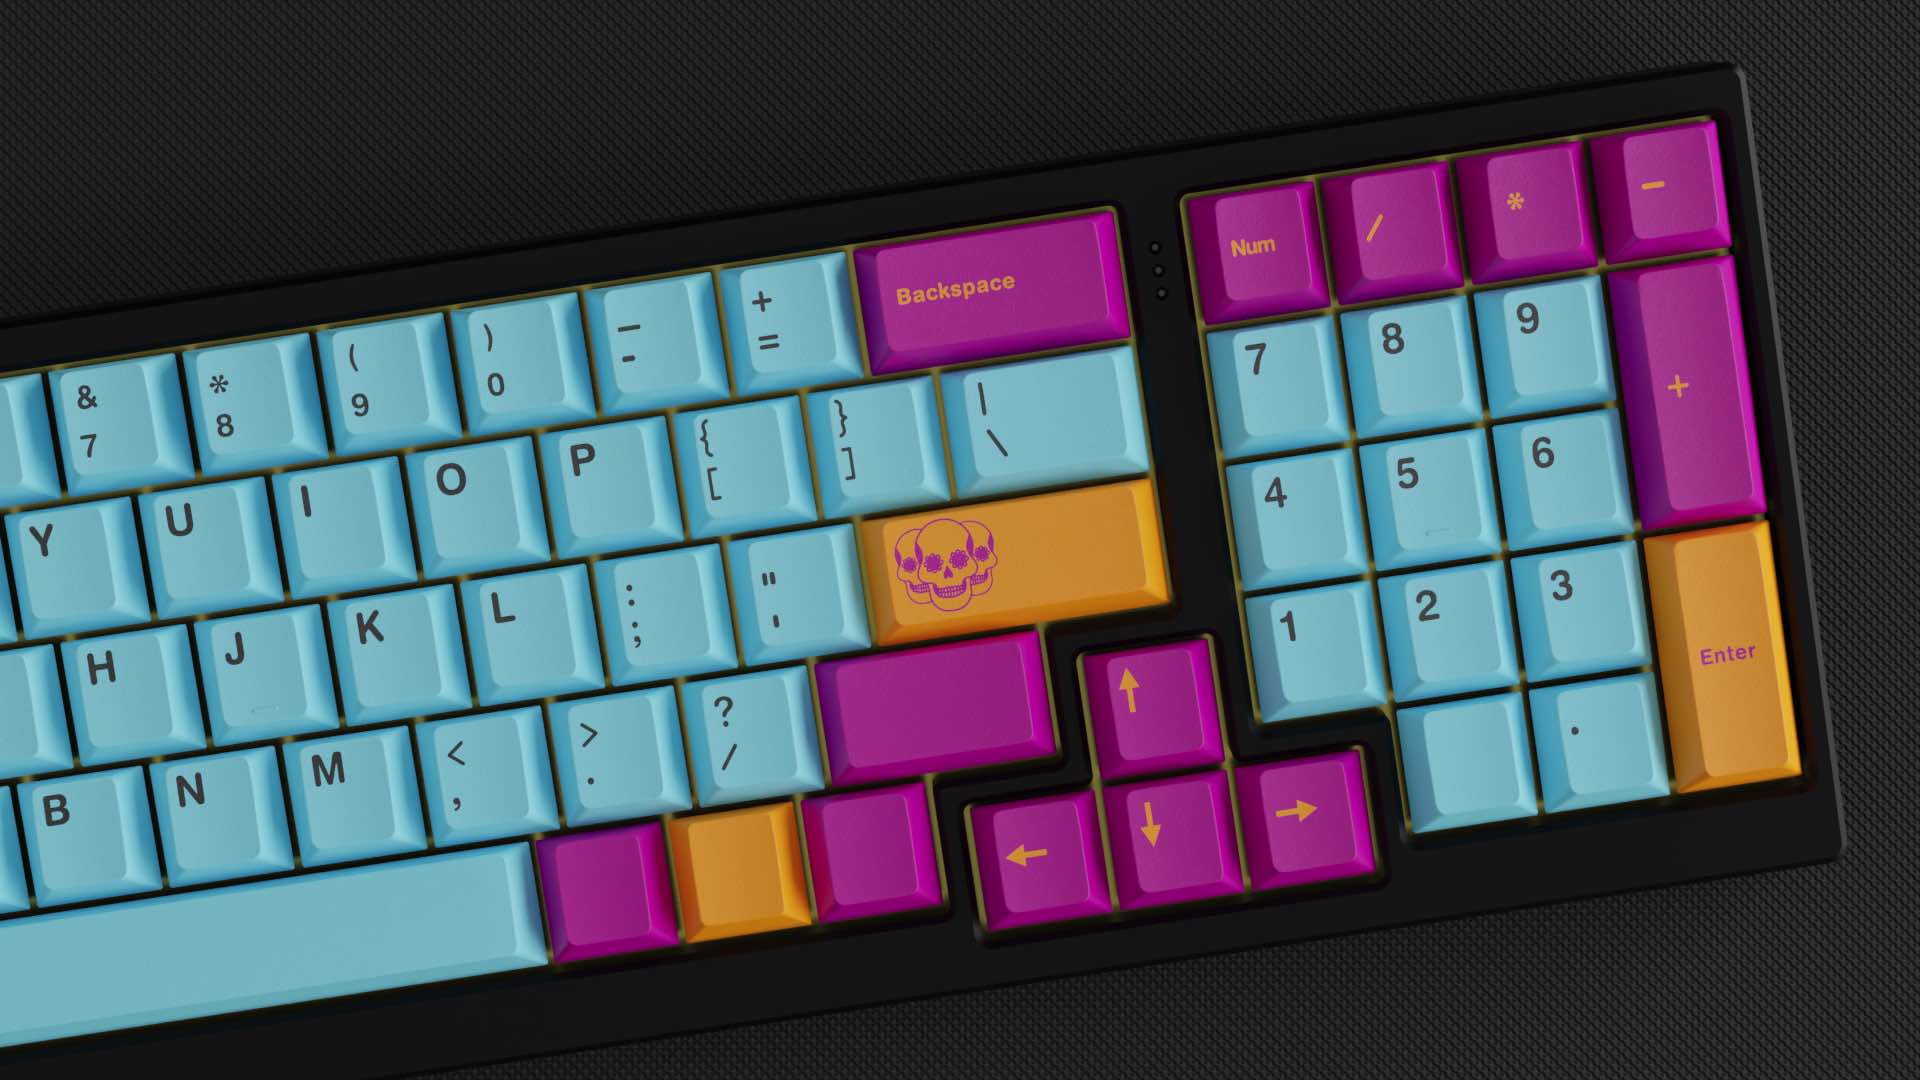 Num / * -
& 7 * 8 ( 9 ) 0 _ - + = Backspace
7 8 9 +
Y U I O P { [ } ] | \
4 5 6
H J K L : ; " '
1 2 3 Enter
B N M < , > . ? / ↑
.
← ↓ →